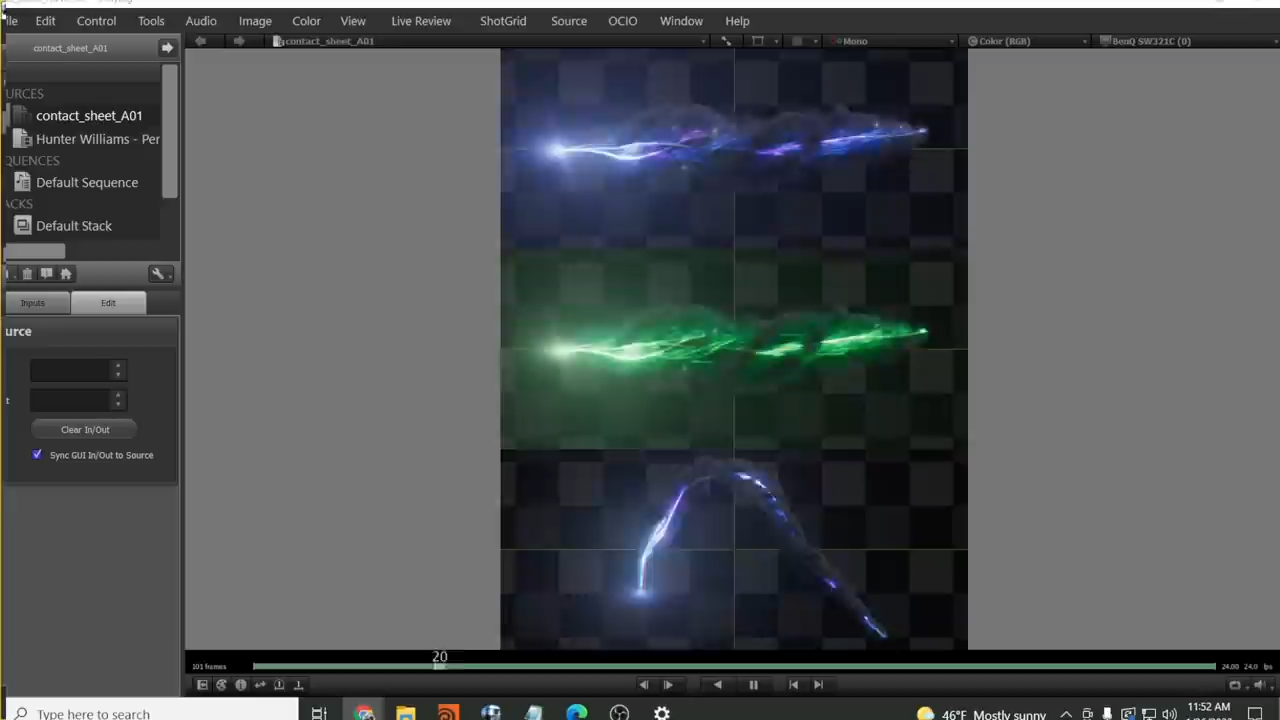 ile Edit Control Tools Audio Image Color View Live Review ShotGrid Source OCIO Window Help
contact_sheet_A01
contact_sheet_A01 Mono Color (RGB) BenQ SW321C (0)
URCES
contact_sheet_A01
Hunter Williams - Per
QUENCES
Default Sequence
ACKS
Default Stack
Inputs Edit
urce
t
Clear In/Out
Sync GUI In/Out to Source
20
101 frames 24.00 24.0 fps
Type here to search
46°F Mostly sunny
11:52 AM